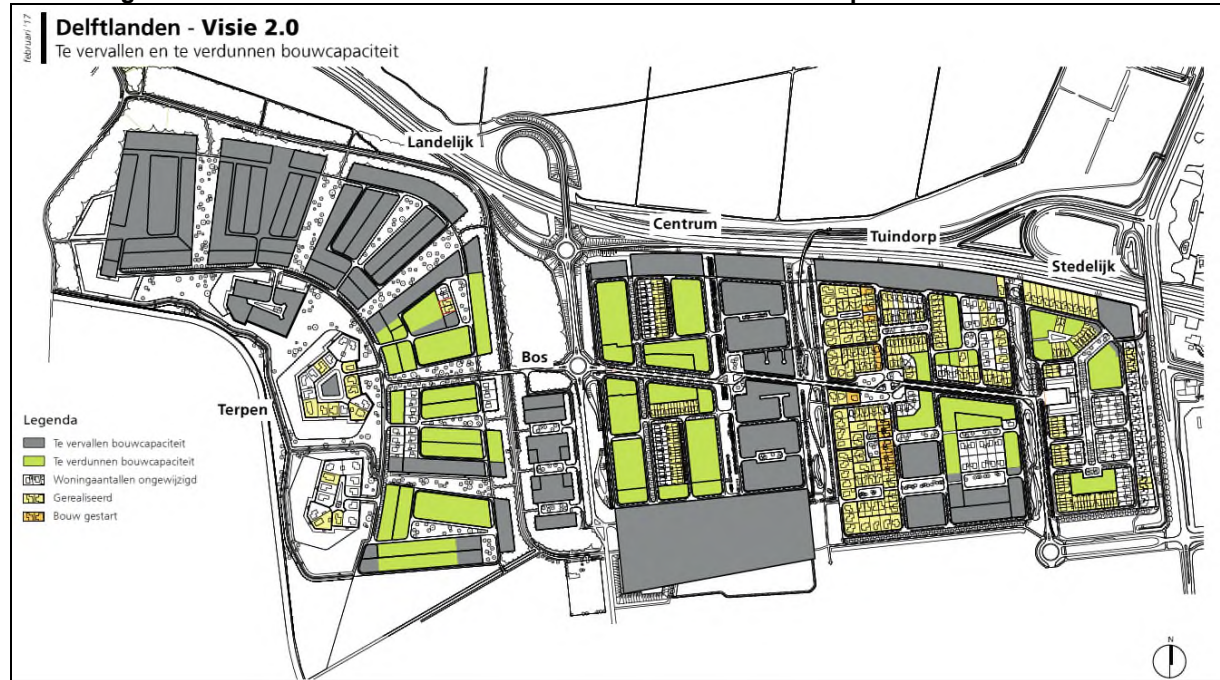 februari '17
Delftlanden - Visie 2.0
Te vervallen en te verdunnen bouwcapaciteit
Landelijk
Centrum
Tuindorp
Stedelijk
Bos
Terpen
Legenda
Te vervallen bouwcapaciteit
Te verdunnen bouwcapaciteit
Woningaantallen ongewijzigd
Gerealiseerd
Bouw gestart
N